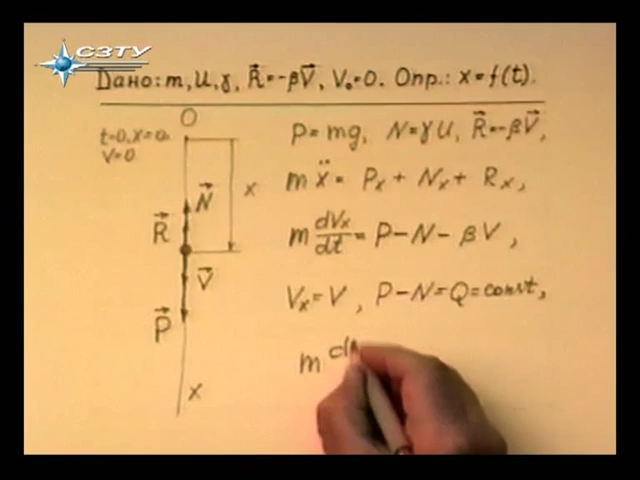 СЗТУ
Дано: m, U, γ, R⃗=-βV⃗, V₀=0. Опр.: x=f(t).
O
t=0, x=0,
V=0.
P=mg, N=γU, R⃗=-βV⃗,
mẍ = Pₓ + Nₓ + Rₓ,
N⃗
x
R⃗
m dVₓ/dt = P-N-βV,
V⃗
Vₓ=V, P-N=Q=const,
P⃗
m d
x